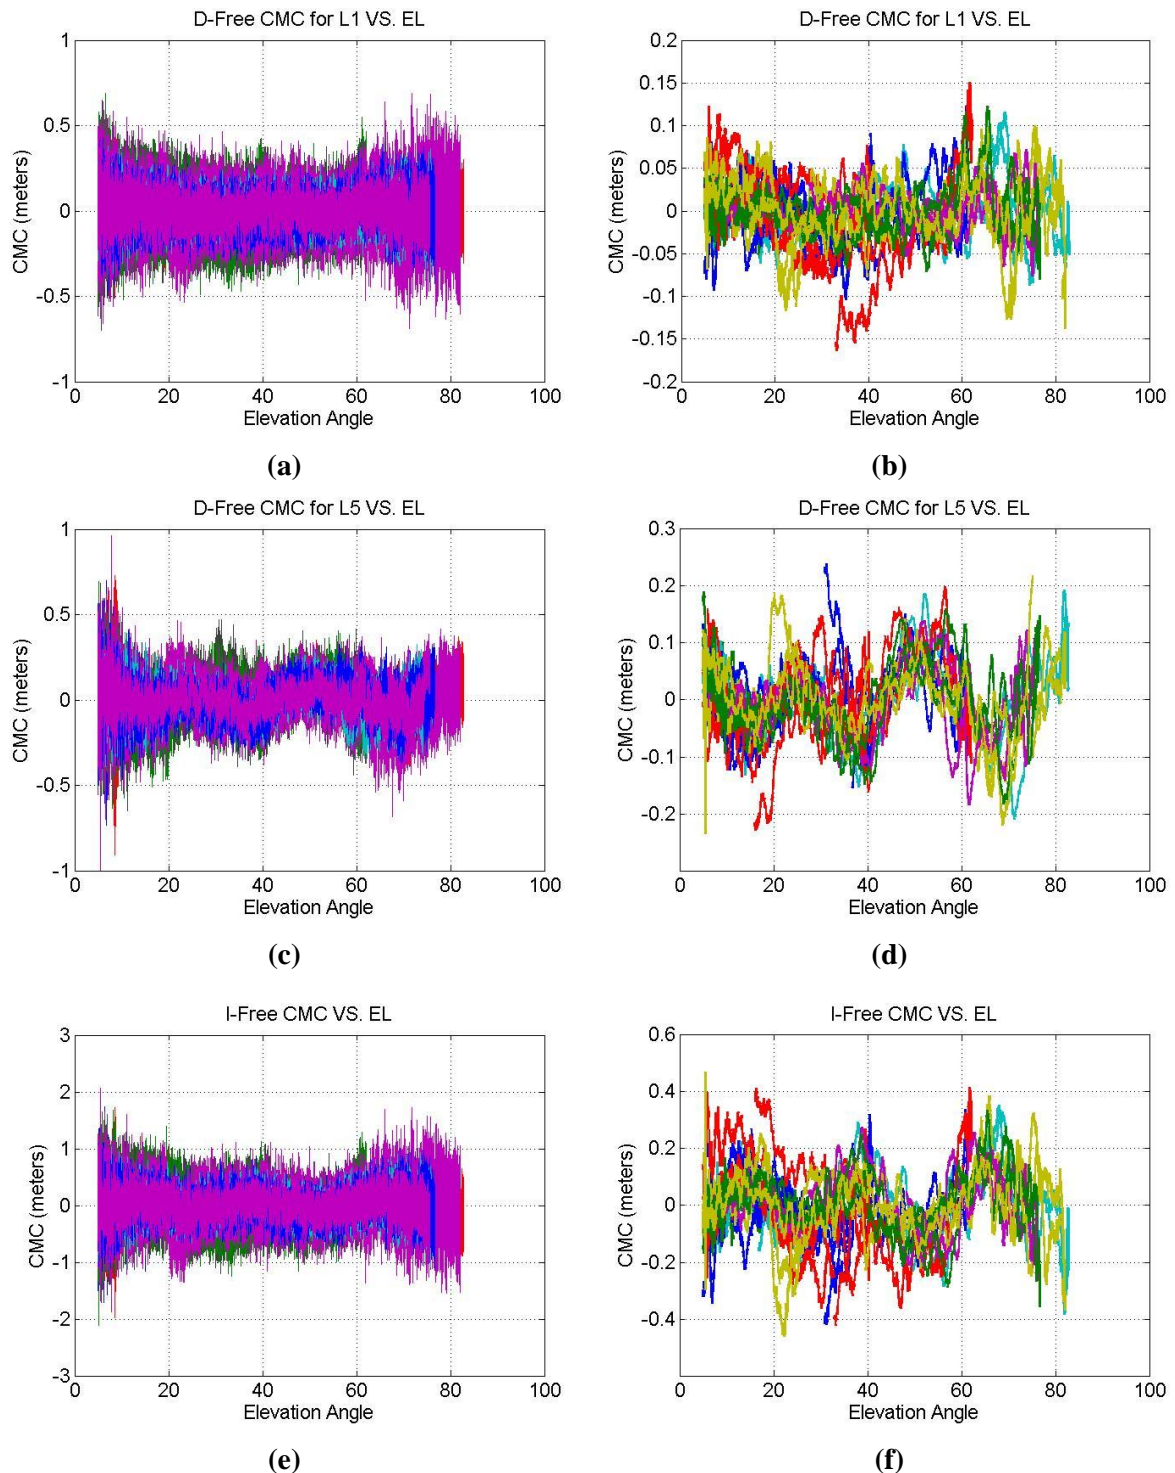 D-Free CMC for L1 VS. EL
1
0.5
0
-0.5
-1
CMC (meters)
0 20 40 60 80 100
Elevation Angle
(a)
D-Free CMC for L1 VS. EL
0.2
0.15
0.1
0.05
0
-0.05
-0.1
-0.15
-0.2
CMC (meters)
0 20 40 60 80 100
Elevation Angle
(b)
D-Free CMC for L5 VS. EL
1
0.5
0
-0.5
-1
CMC (meters)
0 20 40 60 80 100
Elevation Angle
(c)
D-Free CMC for L5 VS. EL
0.3
0.2
0.1
0
-0.1
-0.2
CMC (meters)
0 20 40 60 80 100
Elevation Angle
(d)
I-Free CMC VS. EL
3
2
1
0
-1
-2
-3
CMC (meters)
0 20 40 60 80 100
Elevation Angle
(e)
I-Free CMC VS. EL
0.6
0.4
0.2
0
-0.2
-0.4
CMC (meters)
0 20 40 60 80 100
Elevation Angle
(f)